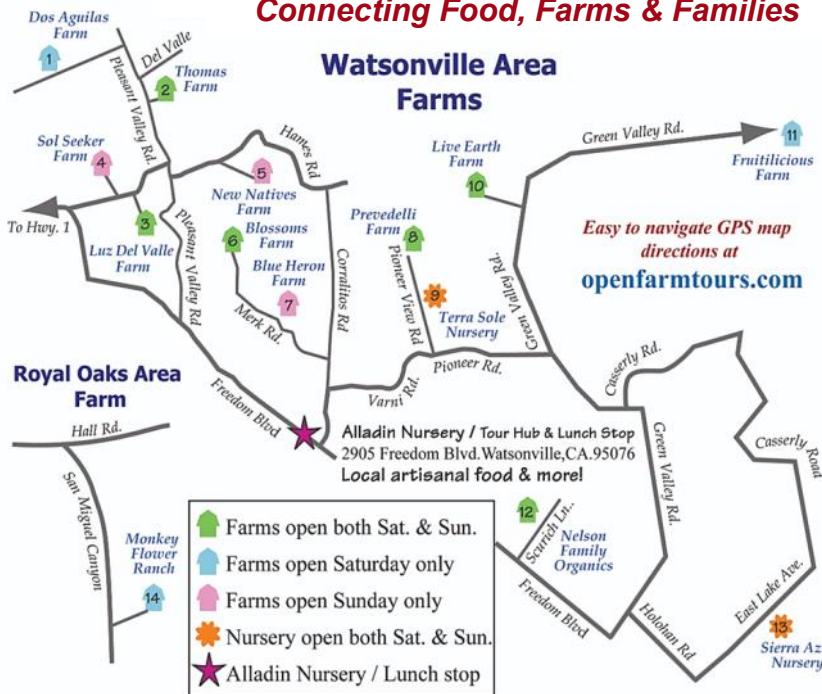 Connecting Food, Farms & Families
Watsonville Area
Farms
Dos Aguilas
Farm
1
Del Valle
Pleasant Valley Rd.
2
Thomas
Farm
Sol Seeker
Farm
4
To Hwy. 1
3
Luz Del Valle
Farm
Pleasant Valley Rd
Hames Rd
5
New Natives
Farm
6
Blossoms
Farm
Blue Heron
Farm
7
Merk Rd.
Corralitos Rd
Prevedelli
Farm
8
Pioneer View Rd
9
Terra Sole
Nursery
Live Earth
Farm
10
Green Valley Rd.
11
Fruitilicious
Farm
Green Valley Rd.
Easy to navigate GPS map
directions at
openfarmtours.com
Varni Rd.
Pioneer Rd.
Freedom Blvd
Alladin Nursery / Tour Hub & Lunch Stop
2905 Freedom Blvd.Watsonville,CA.95076
Local artisanal food & more!
Casserly Rd.
Casserly Road
Green Valley Rd.
12
Scurich Ln..
Nelson
Family
Organics
Freedom Blvd
Holohan Rd
East Lake Ave.
13
Sierra Az
Nursery
Royal Oaks Area
Farm
Hall Rd.
San Miguel Canyon
Monkey
Flower
Ranch
14
Farms open both Sat. & Sun.
Farms open Saturday only
Farms open Sunday only
Nursery open both Sat. & Sun.
Alladin Nursery / Lunch stop